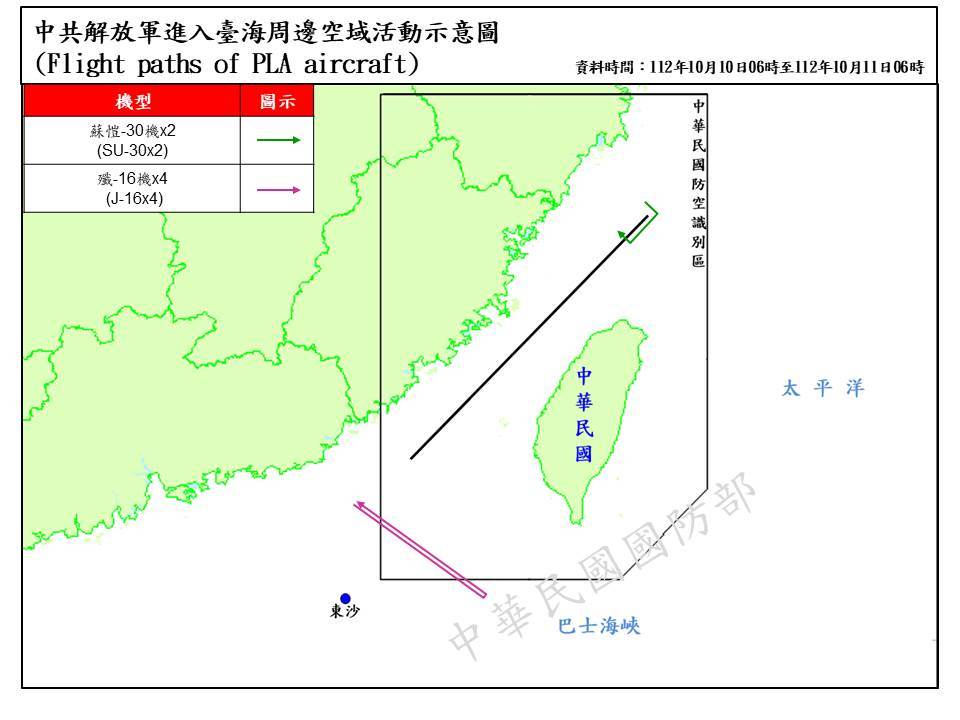 中共解放軍進入臺海周邊空域活動示意圖
(Flight paths of PLA aircraft)
資料時間：112年10月10日06時至112年10月11日06時
機型
圖示
蘇愷-30機x2
(SU-30x2)
殲-16機x4
(J-16x4)
中華民國防空識別區
中華民國
太平洋
東沙
巴士海峽
中華民國國防部